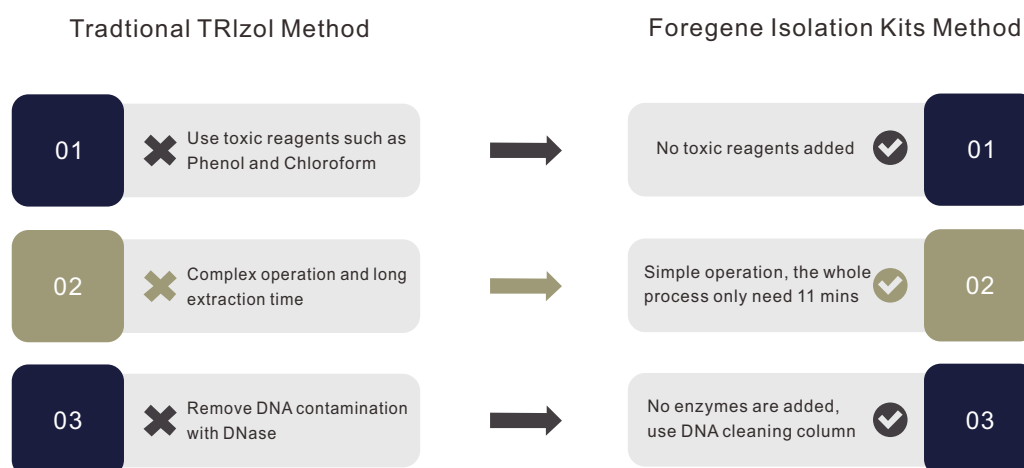 Tradtional TRIzol Method
Foregene Isolation Kits Method
01
Use toxic reagents such as
Phenol and Chloroform
No toxic reagents added
01
02
Complex operation and long
extraction time
Simple operation, the whole
process only need 11 mins
02
03
Remove DNA contamination
with DNase
No enzymes are added,
use DNA cleaning column
03